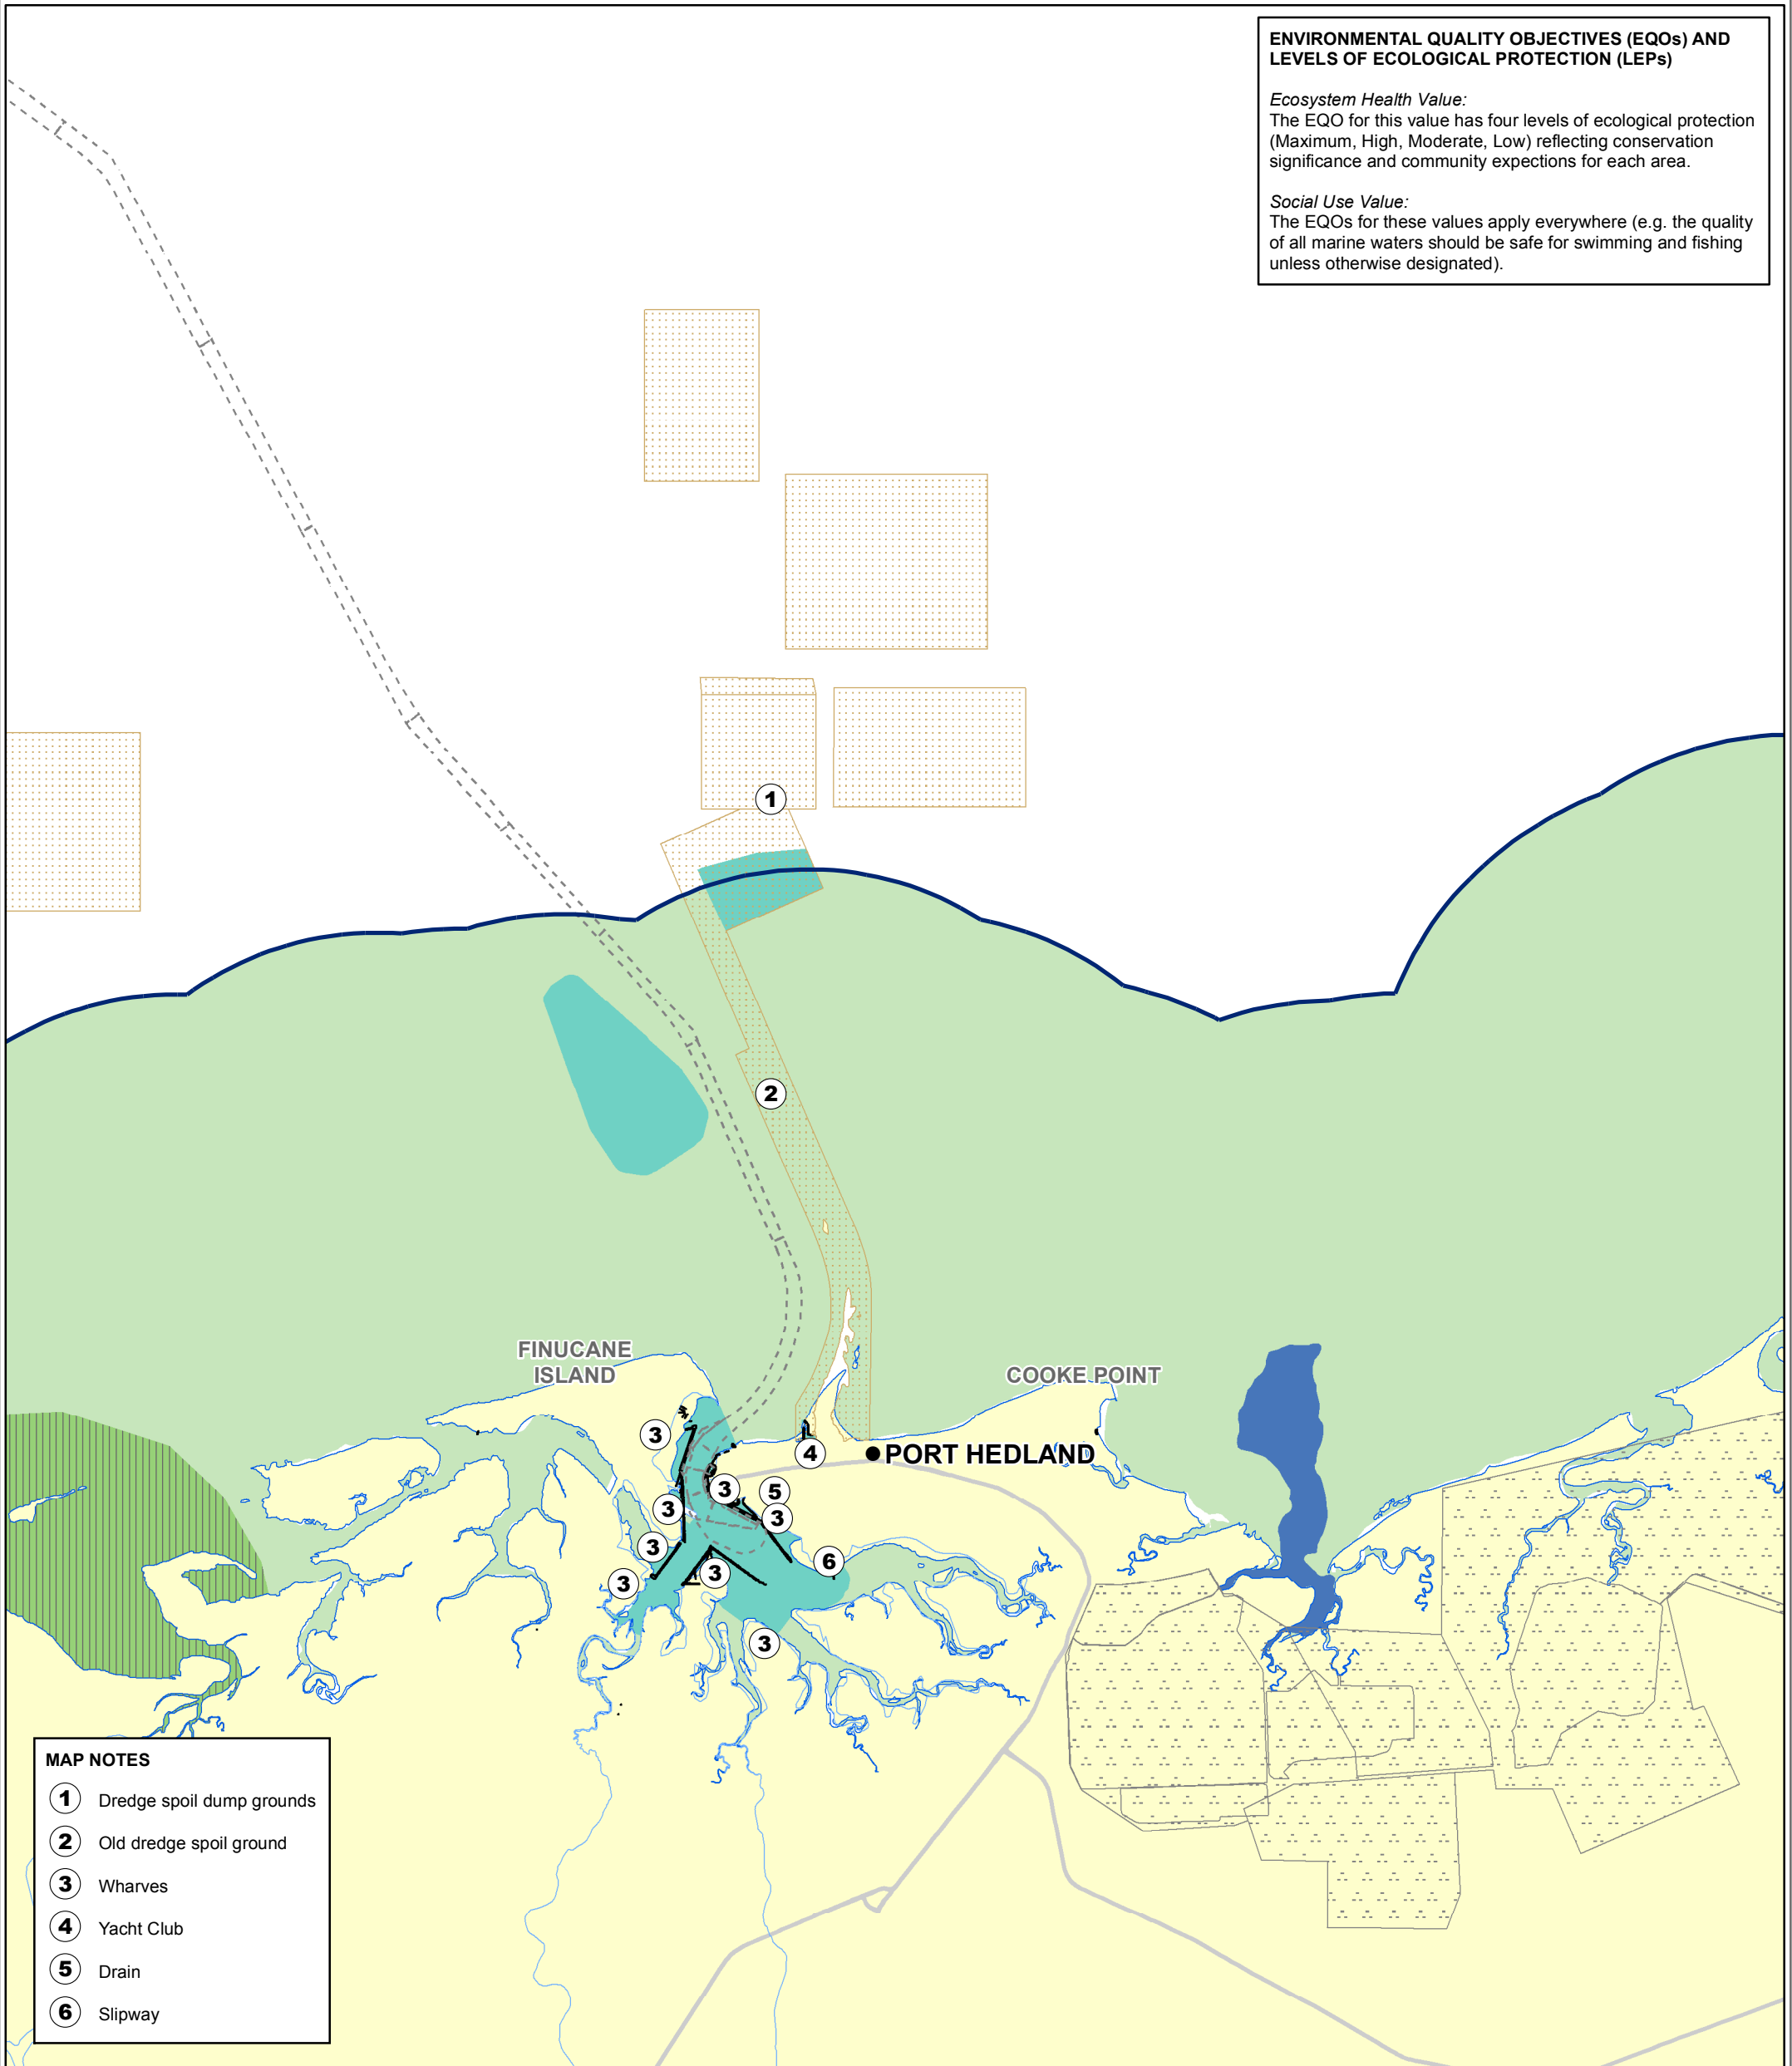 ENVIRONMENTAL QUALITY OBJECTIVES (EQOs) AND
LEVELS OF ECOLOGICAL PROTECTION (LEPs)
Ecosystem Health Value:
The EQO for this value has four levels of ecological protection
(Maximum, High, Moderate, Low) reflecting conservation
significance and community expections for each area.
Social Use Value:
The EQOs for these values apply everywhere (e.g. the quality
of all marine waters should be safe for swimming and fishing
unless otherwise designated).
1
2
FINUCANE
ISLAND
COOKE POINT
3
4
PORT HEDLAND
3
5
3
3
3
6
3
3
3
MAP NOTES
1 Dredge spoil dump grounds
2 Old dredge spoil ground
3 Wharves
4 Yacht Club
5 Drain
6 Slipway